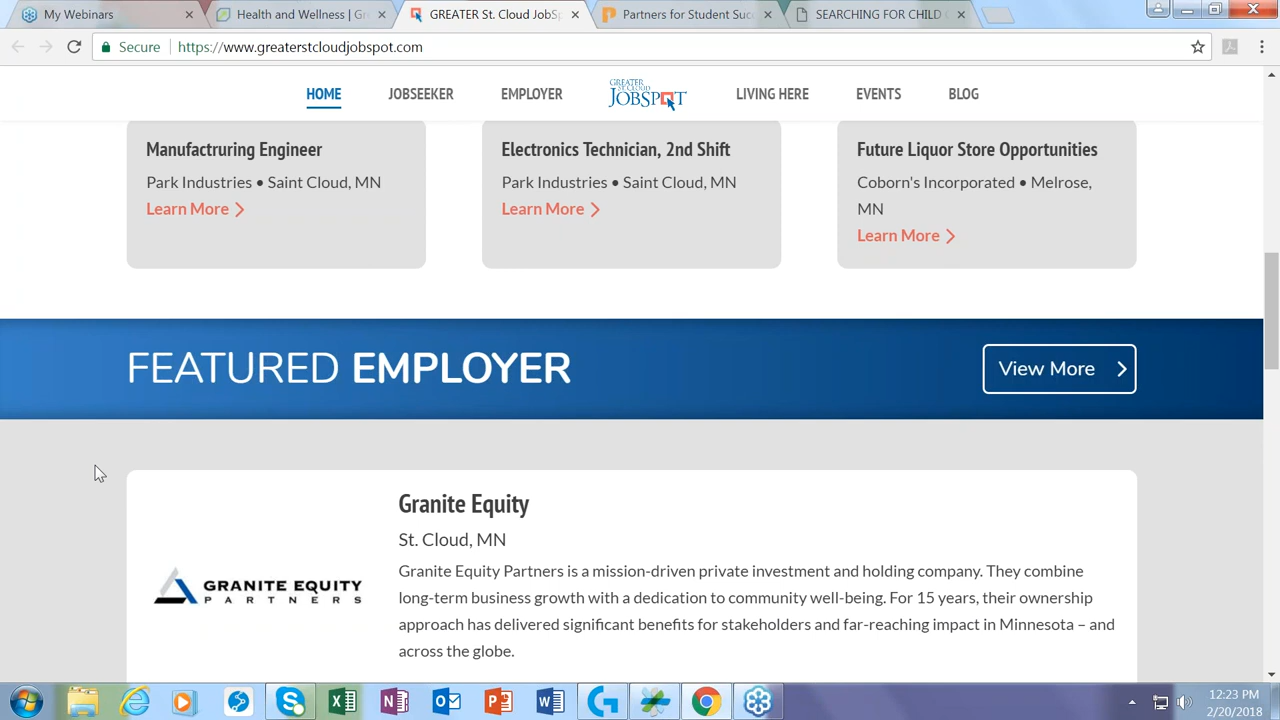 My Webinars
Health and Wellness | Gr
GREATER St. Cloud JobS
Partners for Student Suc
SEARCHING FOR CHILD
Secure
https://www.greaterstcloudjobspot.com
HOME
JOBSEEKER
EMPLOYER
GREATER
ST. CLOUD
JOBSPOT
LIVING HERE
EVENTS
BLOG
Manufactruring Engineer
Park Industries • Saint Cloud, MN
Learn More
Electronics Technician, 2nd Shift
Park Industries • Saint Cloud, MN
Learn More
Future Liquor Store Opportunities
Coborn's Incorporated • Melrose,
MN
Learn More
FEATURED EMPLOYER
View More
GRANITE EQUITY
PARTNERS
Granite Equity
St. Cloud, MN
Granite Equity Partners is a mission-driven private investment and holding company. They combine
long-term business growth with a dedication to community well-being. For 15 years, their ownership
approach has delivered significant benefits for stakeholders and far-reaching impact in Minnesota – and
across the globe.
12:23 PM
2/20/2018